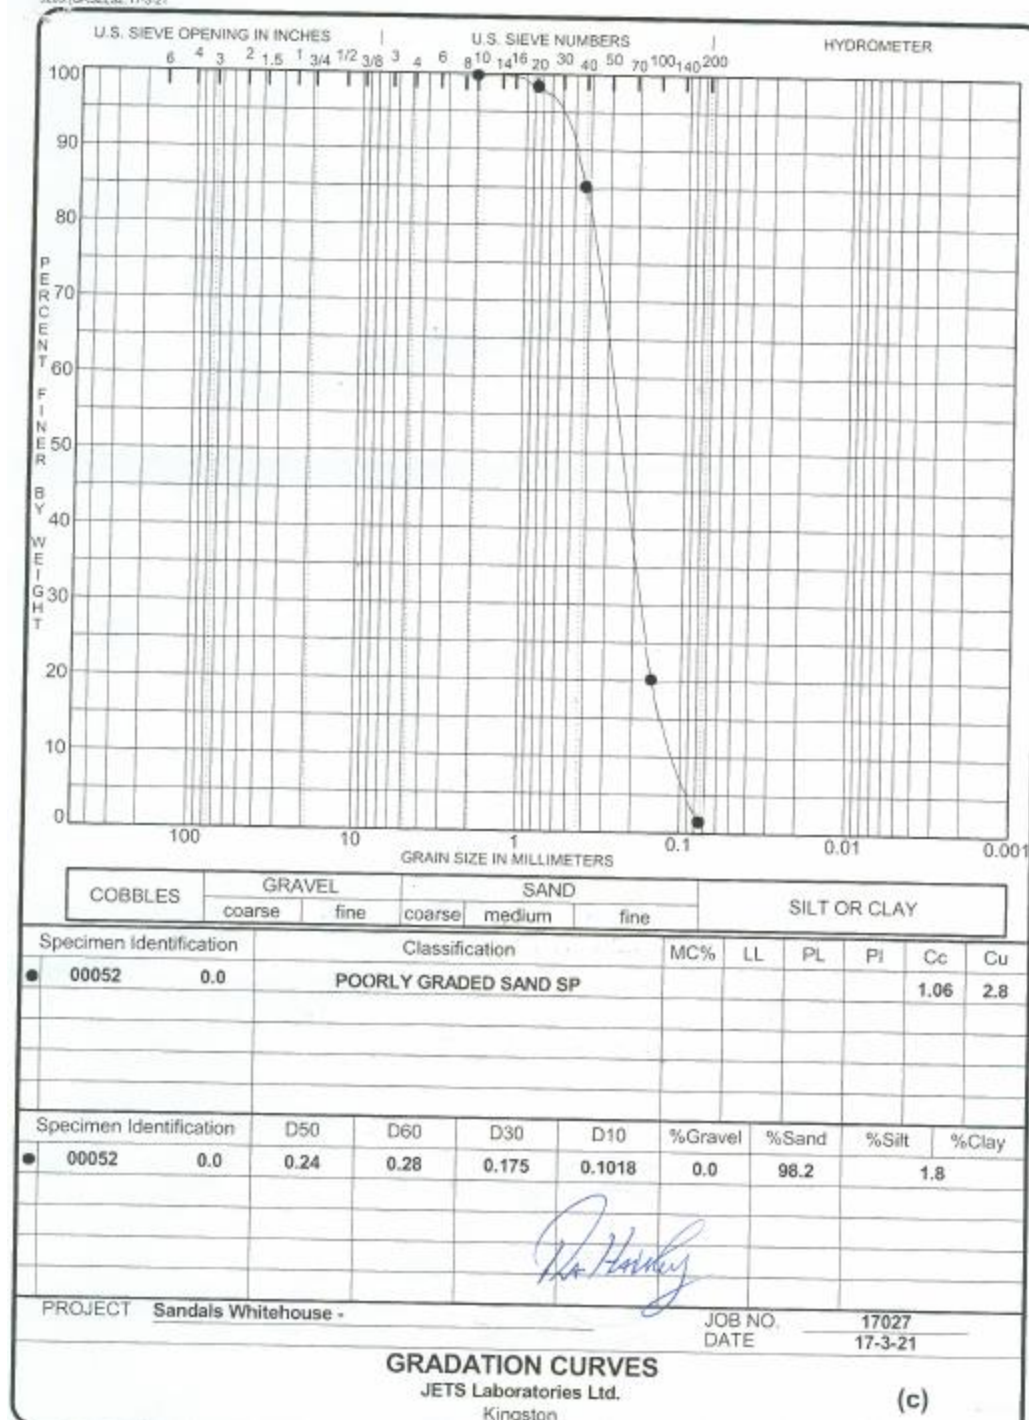 U.S. SIEVE OPENING IN INCHES | U.S. SIEVE NUMBERS | HYDROMETER
6 4 3 2 1.5 1 3/4 1/2 3/8 3 4 6 8 10 14 16 20 30 40 50 70 100 140 200
100
90
80
70
60
50
40
30
20
10
0
PERCENT FINER BY WEIGHT
100 10 1 0.1 0.01 0.001
GRAIN SIZE IN MILLIMETERS
COBBLES GRAVEL SAND SILT OR CLAY
coarse fine coarse medium fine
Specimen Identification Classification MC% LL PL PI Cc Cu
00052 0.0 POORLY GRADED SAND SP 1.06 2.8
Specimen Identification D50 D60 D30 D10 %Gravel %Sand %Silt %Clay
00052 0.0 0.24 0.28 0.175 0.1018 0.0 98.2 1.8
PROJECT Sandals Whitehouse -
JOB NO. 17027
DATE 17-3-21
GRADATION CURVES
JETS Laboratories Ltd.
Kingston
(c)